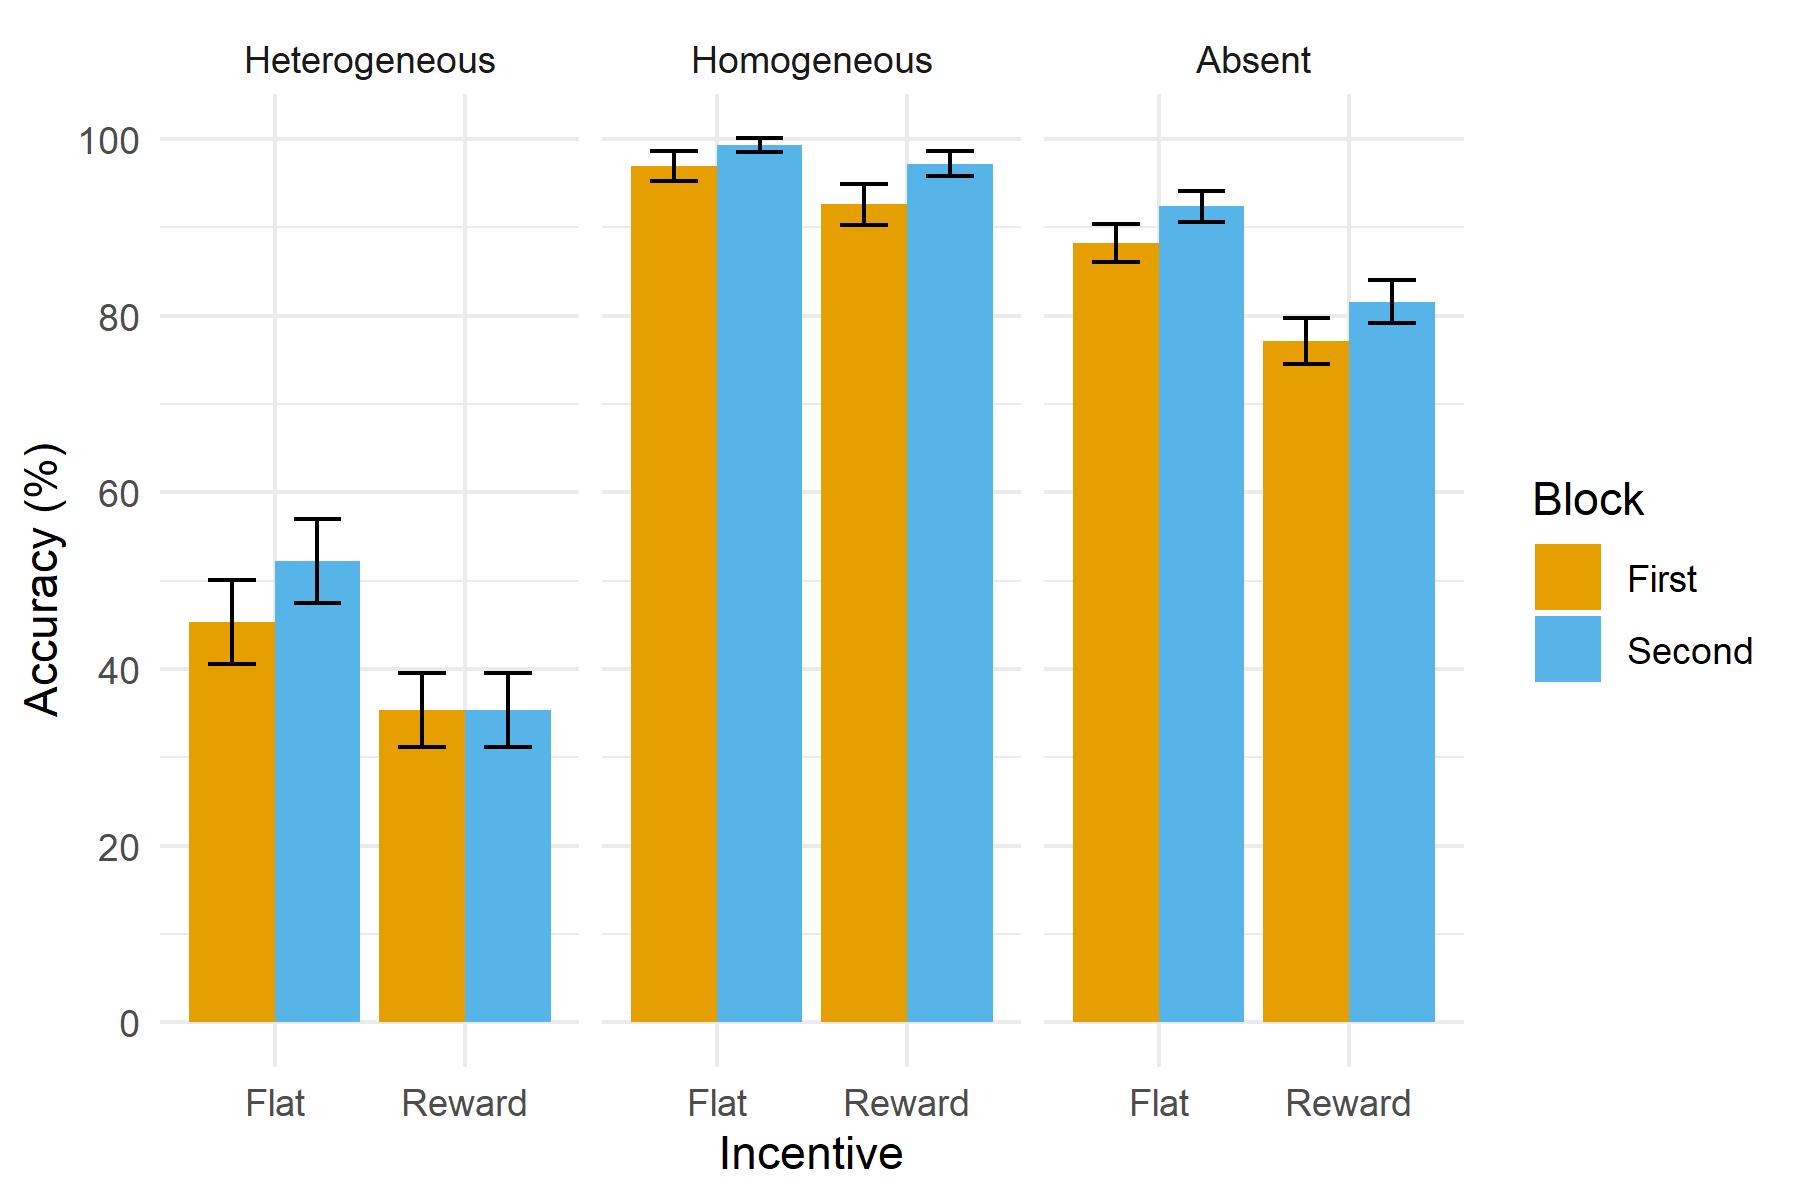 Heterogeneous Homogeneous Absent
100
80
60
40
20
0
Accuracy (%)
Flat Reward Flat Reward Flat Reward
Incentive
Block
First
Second